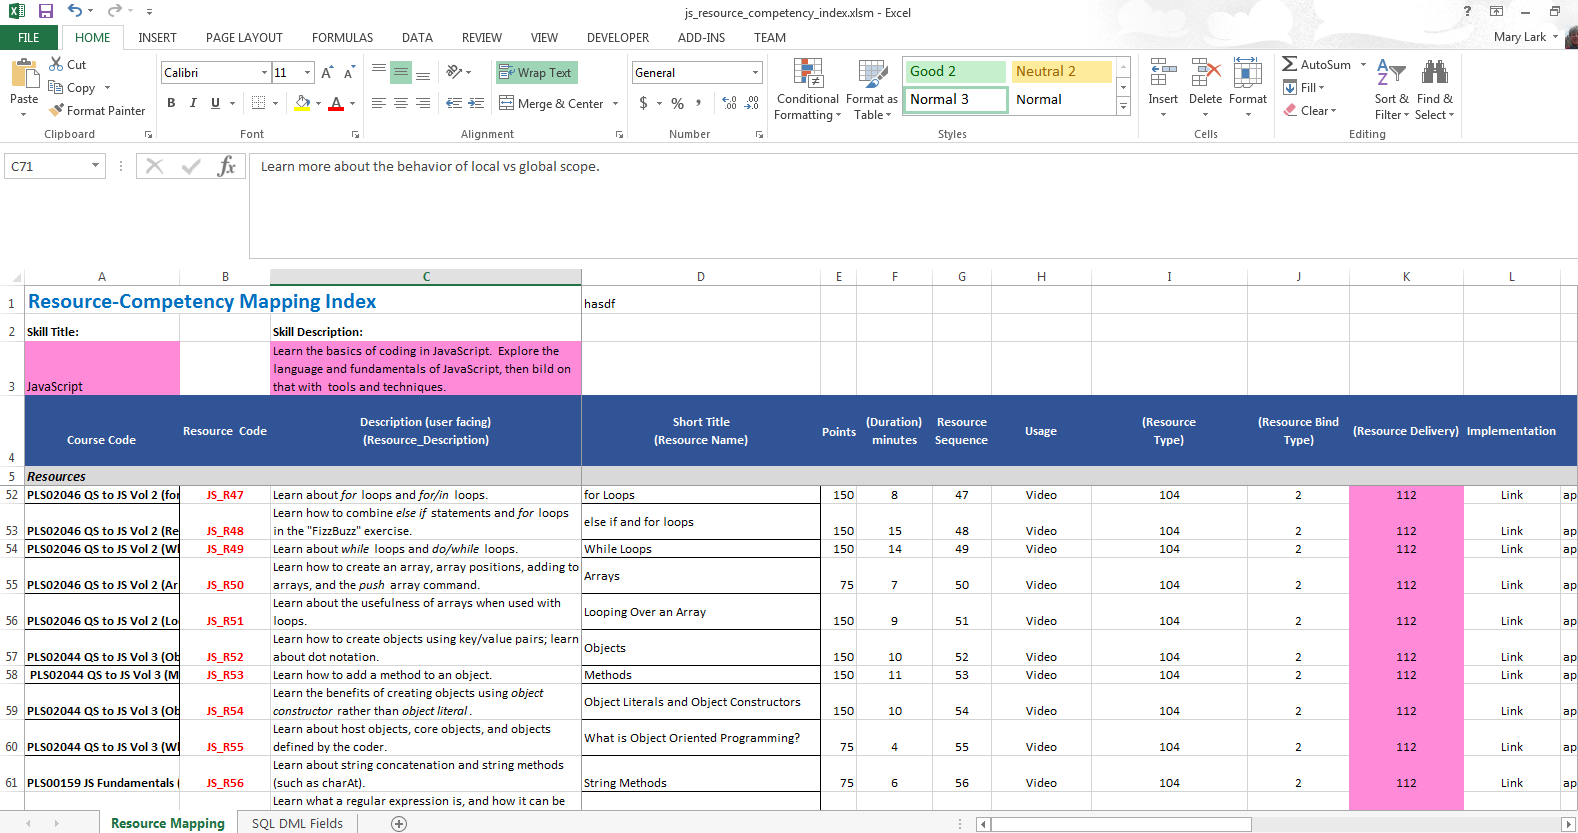 js_resource_competency_index.xlsm - Excel
FILE HOME INSERT PAGE LAYOUT FORMULAS DATA REVIEW VIEW DEVELOPER ADD-INS TEAM Mary Lark
Cut
Copy
Format Painter
Paste
Clipboard
Calibri 11
B I U
Font
Wrap Text
Merge & Center
Alignment
General
$ % ,
Number
Conditional Formatting
Format as Table
Good 2 Neutral 2
Normal 3 Normal
Styles
Insert Delete Format
Cells
AutoSum
Fill
Clear
Sort & Filter
Find & Select
Editing
C71 fx Learn more about the behavior of local vs global scope.
A B C D E F G H I J K L
1 Resource-Competency Mapping Index hasdf
2 Skill Title: Skill Description:
3 JavaScript Learn the basics of coding in JavaScript. Explore the
language and fundamentals of JavaScript, then bild on
that with tools and techniques.
4 Course Code Resource Code Description (user facing) (Resource_Description) Short Title (Resource Name) Points (Duration) minutes Resource Sequence Usage (Resource Type) (Resource Bind Type) (Resource Delivery) Implementation
5 Resources
52 PLS02046 QS to JS Vol 2 (for JS_R47 Learn about for loops and for/in loops. for Loops 150 8 47 Video 104 2 112 Link ap
53 PLS02046 QS to JS Vol 2 (Re JS_R48 Learn how to combine else if statements and for loops in the "FizzBuzz" exercise. else if and for loops 150 15 48 Video 104 2 112 Link ap
54 PLS02046 QS to JS Vol 2 (Wl JS_R49 Learn about while loops and do/while loops. While Loops 150 14 49 Video 104 2 112 Link ap
55 PLS02046 QS to JS Vol 2 (Ar JS_R50 Learn how to create an array, array positions, adding to arrays, and the push array command. Arrays 75 7 50 Video 104 2 112 Link ap
56 PLS02046 QS to JS Vol 2 (Lo JS_R51 Learn about the usefulness of arrays when used with loops. Looping Over an Array 150 9 51 Video 104 2 112 Link ap
57 PLS02044 QS to JS Vol 3 (Ob JS_R52 Learn how to create objects using key/value pairs; learn about dot notation. Objects 150 10 52 Video 104 2 112 Link ap
58 PLS02044 QS to JS Vol 3 (M JS_R53 Learn how to add a method to an object. Methods 150 11 53 Video 104 2 112 Link ap
59 PLS02044 QS to JS Vol 3 (Ob JS_R54 Learn the benefits of creating objects using object constructor rather than object literal. Object Literals and Object Constructors 150 10 54 Video 104 2 112 Link ap
60 PLS02044 QS to JS Vol 3 (Wl JS_R55 Learn about host objects, core objects, and objects defined by the coder. What is Object Oriented Programming? 75 4 55 Video 104 2 112 Link ap
61 PLS00159 JS Fundamentals ( JS_R56 Learn about string concatenation and string methods (such as charAt). String Methods 75 6 56 Video 104 2 112 Link ap
Learn what a regular expression is, and how it can be
Resource Mapping SQL DML Fields